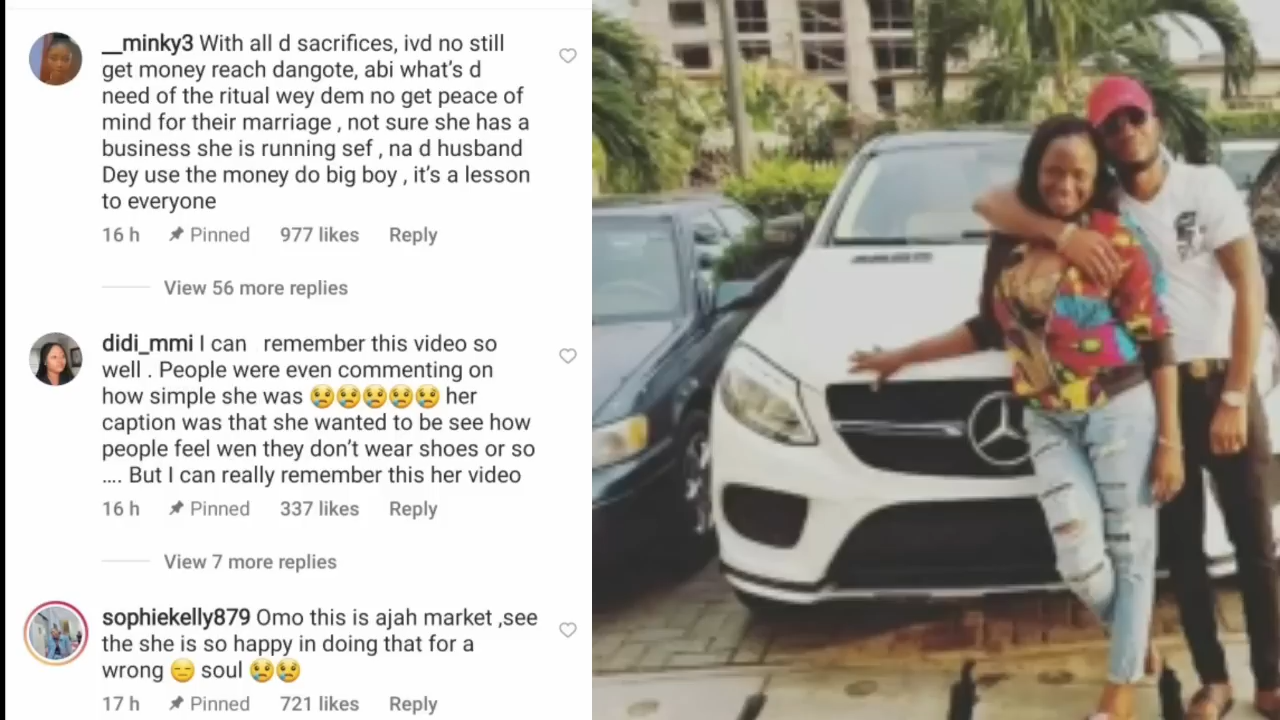 __minky3 With all d sacrifices, ivd no still
get money reach dangote, abi what's d
need of the ritual wey dem no get peace of
mind for their marriage , not sure she has a
business she is running sef , na d husband
Dey use the money do big boy , it's a lesson
to everyone
16 h Pinned 977 likes Reply
View 56 more replies
didi_mmi I can remember this video so
well . People were even commenting on
how simple she was 😢😢😢😢😢 her
caption was that she wanted to be see how
people feel wen they don't wear shoes or so
.... But I can really remember this her video
16 h Pinned 337 likes Reply
View 7 more replies
sophiekelly879 Omo this is ajah market ,see
the she is so happy in doing that for a
wrong 😑 soul 😢😢
17 h Pinned 721 likes Reply